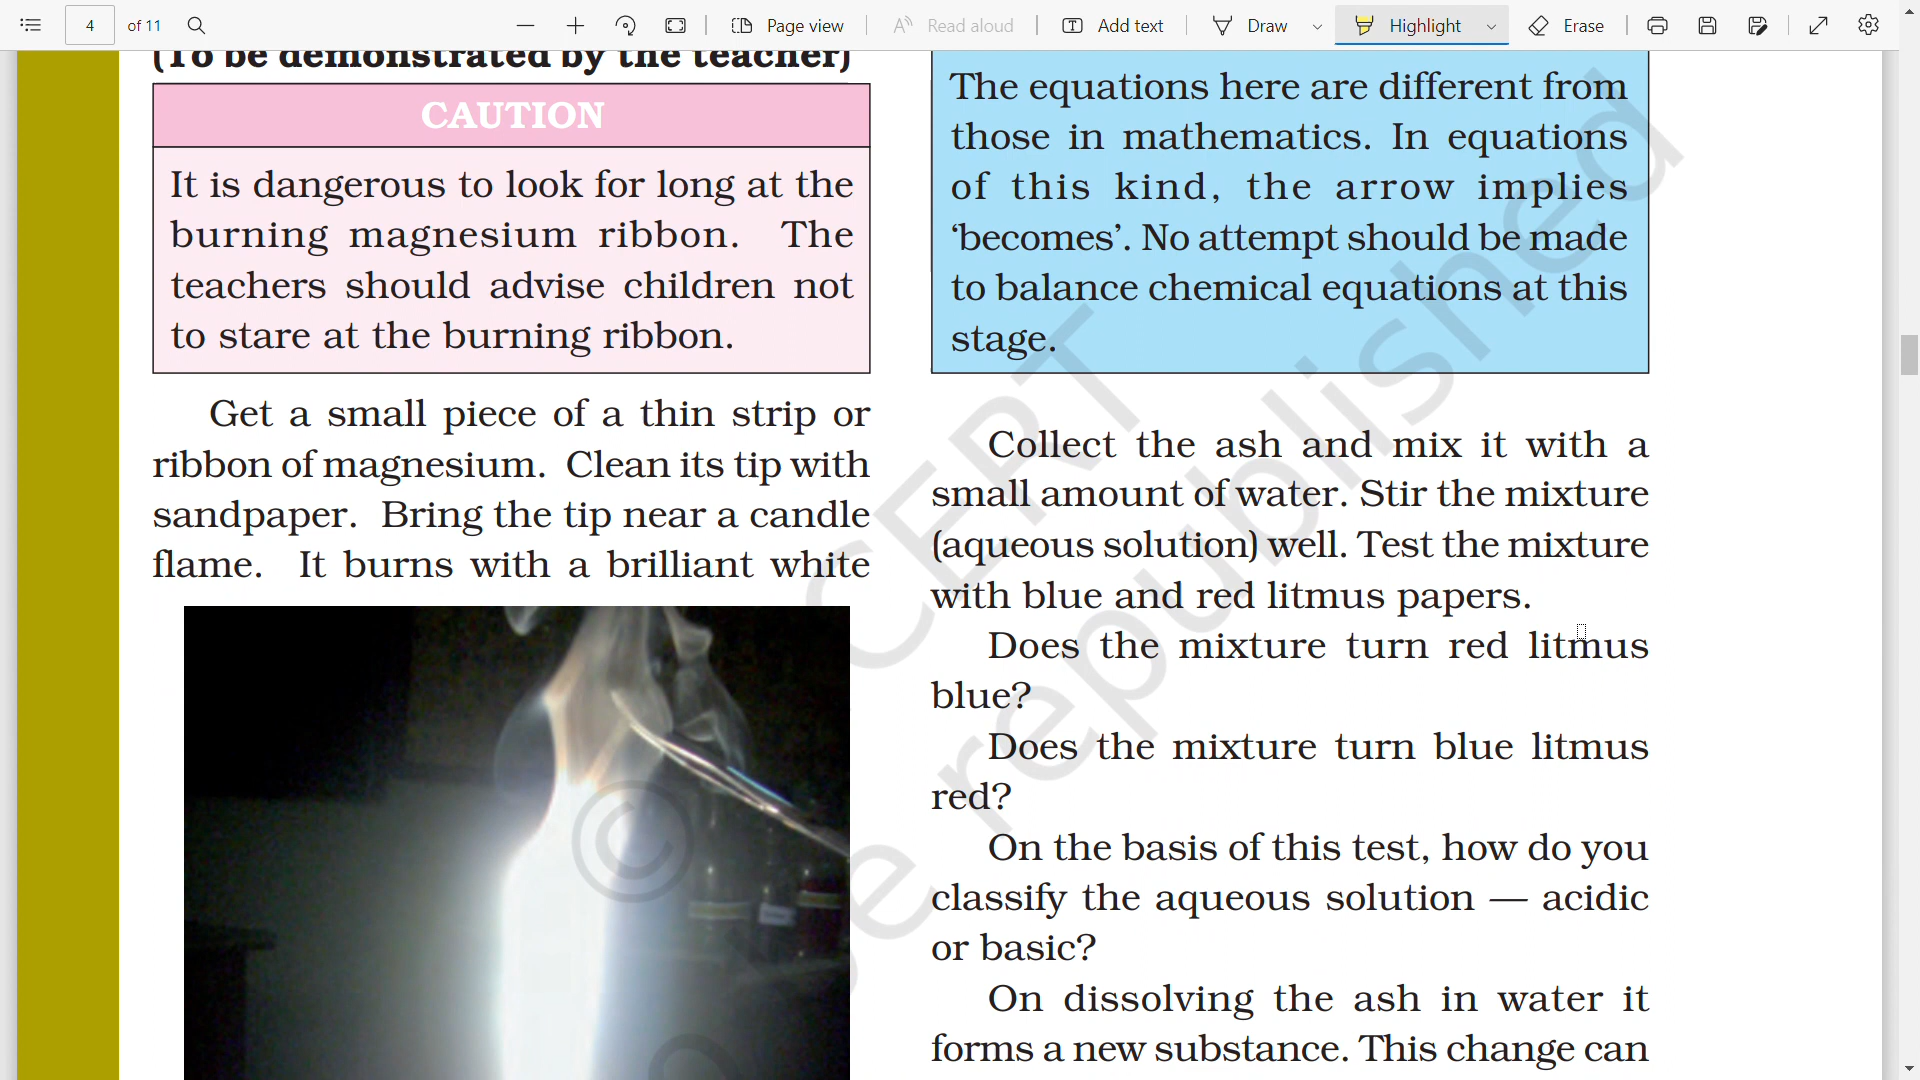 4 of 11
Page view
Read aloud
Add text
Draw
Highlight
Erase
(To be demonstrated by the teacher)
CAUTION
It is dangerous to look for long at the
burning magnesium ribbon. The
teachers should advise children not
to stare at the burning ribbon.
Get a small piece of a thin strip or
ribbon of magnesium. Clean its tip with
sandpaper. Bring the tip near a candle
flame. It burns with a brilliant white
The equations here are different from
those in mathematics. In equations
of this kind, the arrow implies
‘becomes’. No attempt should be made
to balance chemical equations at this
stage.
Collect the ash and mix it with a
small amount of water. Stir the mixture
(aqueous solution) well. Test the mixture
with blue and red litmus papers.
Does the mixture turn red litmus
blue?
Does the mixture turn blue litmus
red?
On the basis of this test, how do you
classify the aqueous solution — acidic
or basic?
On dissolving the ash in water it
forms a new substance. This change can
©
CERT
be republished